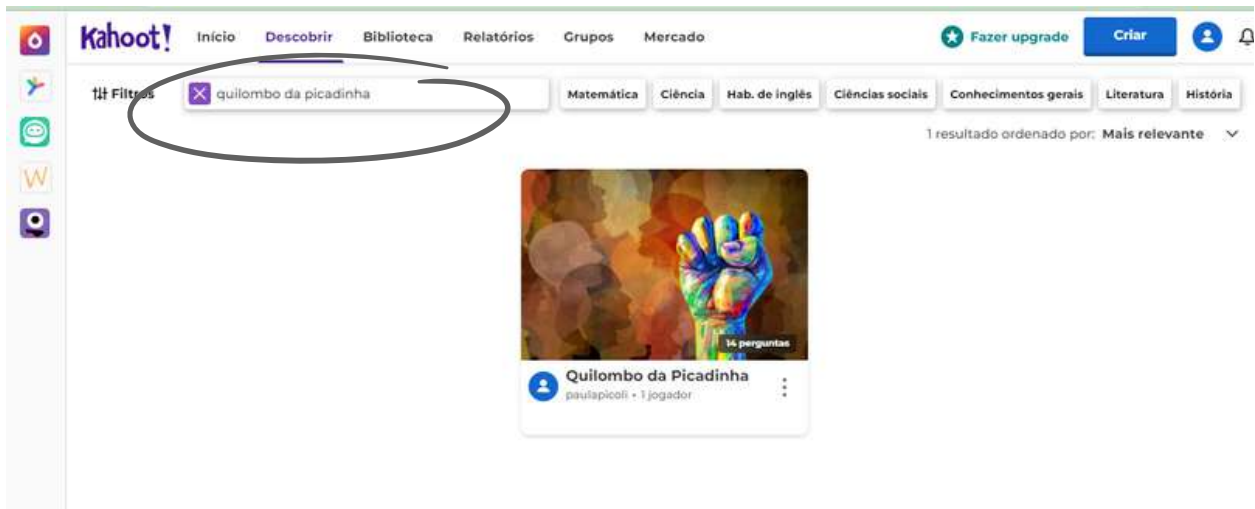 Kahoot! Início Descobrir Biblioteca Relatórios Grupos Mercado Fazer upgrade Criar
Filtros quilombo da picadinha Matemática Ciência Hab. de inglês Ciências sociais Conhecimentos gerais Literatura História
1 resultado ordenado por: Mais relevante
14 perguntas
Quilombo da Picadinha
paulapicoli • 1 jogador
W